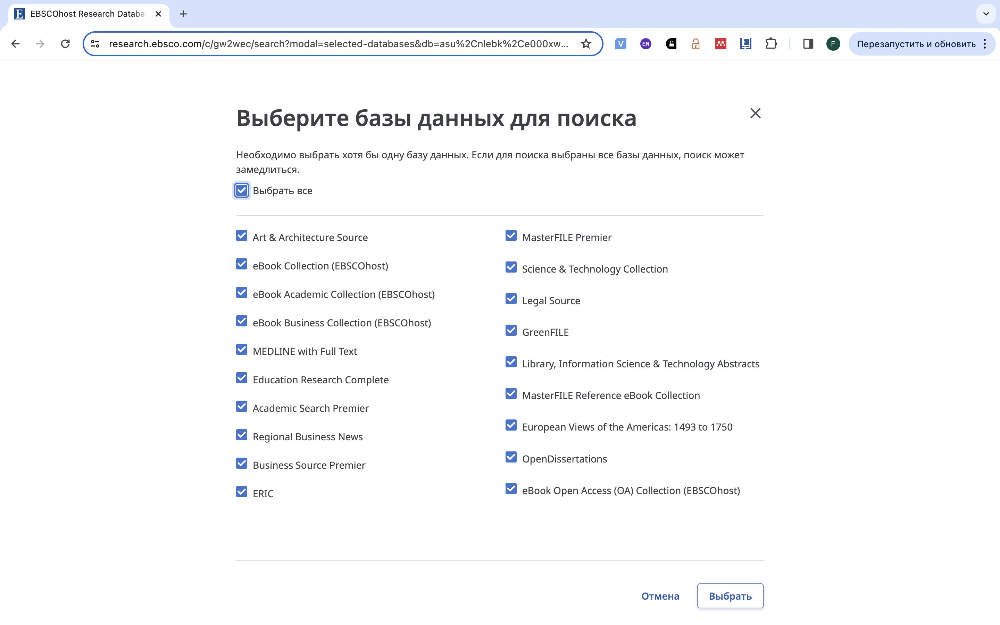 EBSCOhost Research Databa
research.ebsco.com/c/gw2wec/search?modal=selected-databases&db=asu%2Cnlebk%2Ce000xw...
V
EN
F
Перезапустить и обновить
Выберите базы данных для поиска
Необходимо выбрать хотя бы одну базу данных. Если для поиска выбраны все базы данных, поиск может
замедлиться.
Выбрать все
Art & Architecture Source
eBook Collection (EBSCOhost)
eBook Academic Collection (EBSCOhost)
eBook Business Collection (EBSCOhost)
MEDLINE with Full Text
Education Research Complete
Academic Search Premier
Regional Business News
Business Source Premier
ERIC
MasterFILE Premier
Science & Technology Collection
Legal Source
GreenFILE
Library, Information Science & Technology Abstracts
MasterFILE Reference eBook Collection
European Views of the Americas: 1493 to 1750
OpenDissertations
eBook Open Access (OA) Collection (EBSCOhost)
Отмена
Выбрать